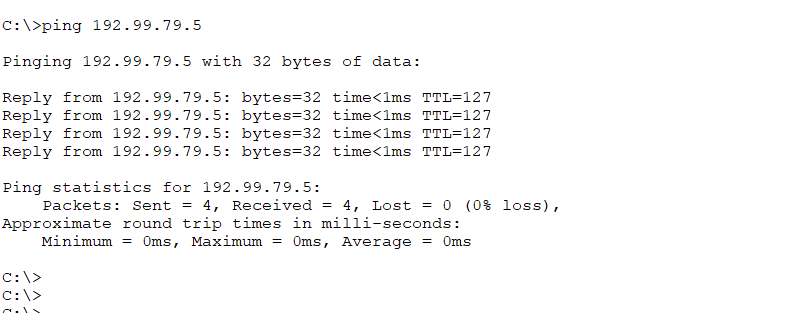 C:\>ping 192.99.79.5
Pinging 192.99.79.5 with 32 bytes of data:
Reply from 192.99.79.5: bytes=32 time<1ms TTL=127
Reply from 192.99.79.5: bytes=32 time<1ms TTL=127
Reply from 192.99.79.5: bytes=32 time<1ms TTL=127
Reply from 192.99.79.5: bytes=32 time<1ms TTL=127
Ping statistics for 192.99.79.5:
Packets: Sent = 4, Received = 4, Lost = 0 (0% loss),
Approximate round trip times in milli-seconds:
Minimum = 0ms, Maximum = 0ms, Average = 0ms
C:\>
C:\>
C:\>